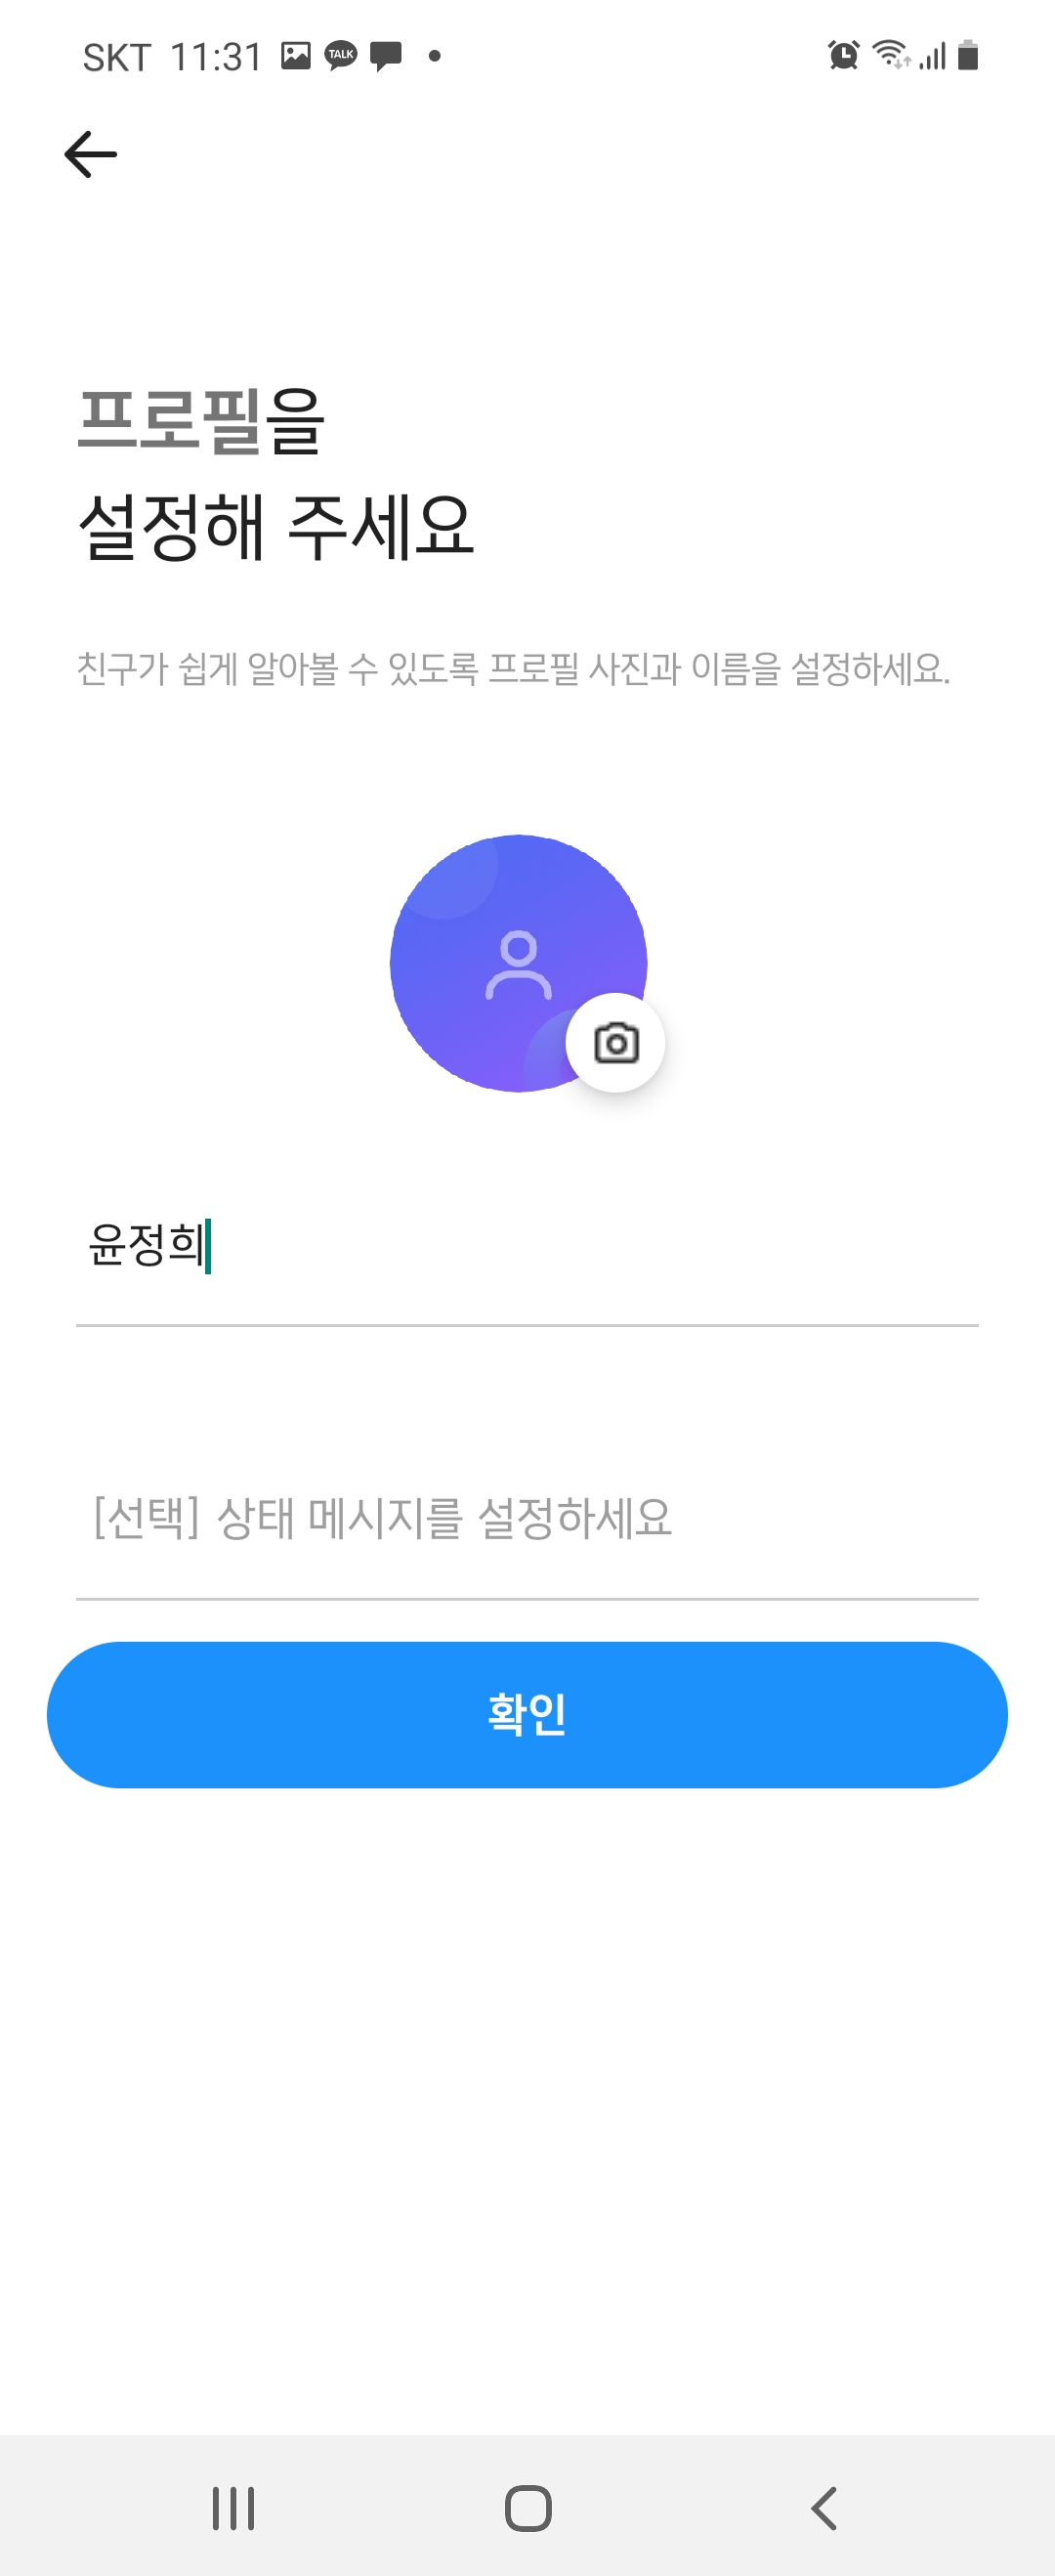 SKT 11:31
TALK
프로필을
설정해 주세요
친구가 쉽게 알아볼 수 있도록 프로필 사진과 이름을 설정하세요.
윤정희
[선택] 상태 메시지를 설정하세요
확인